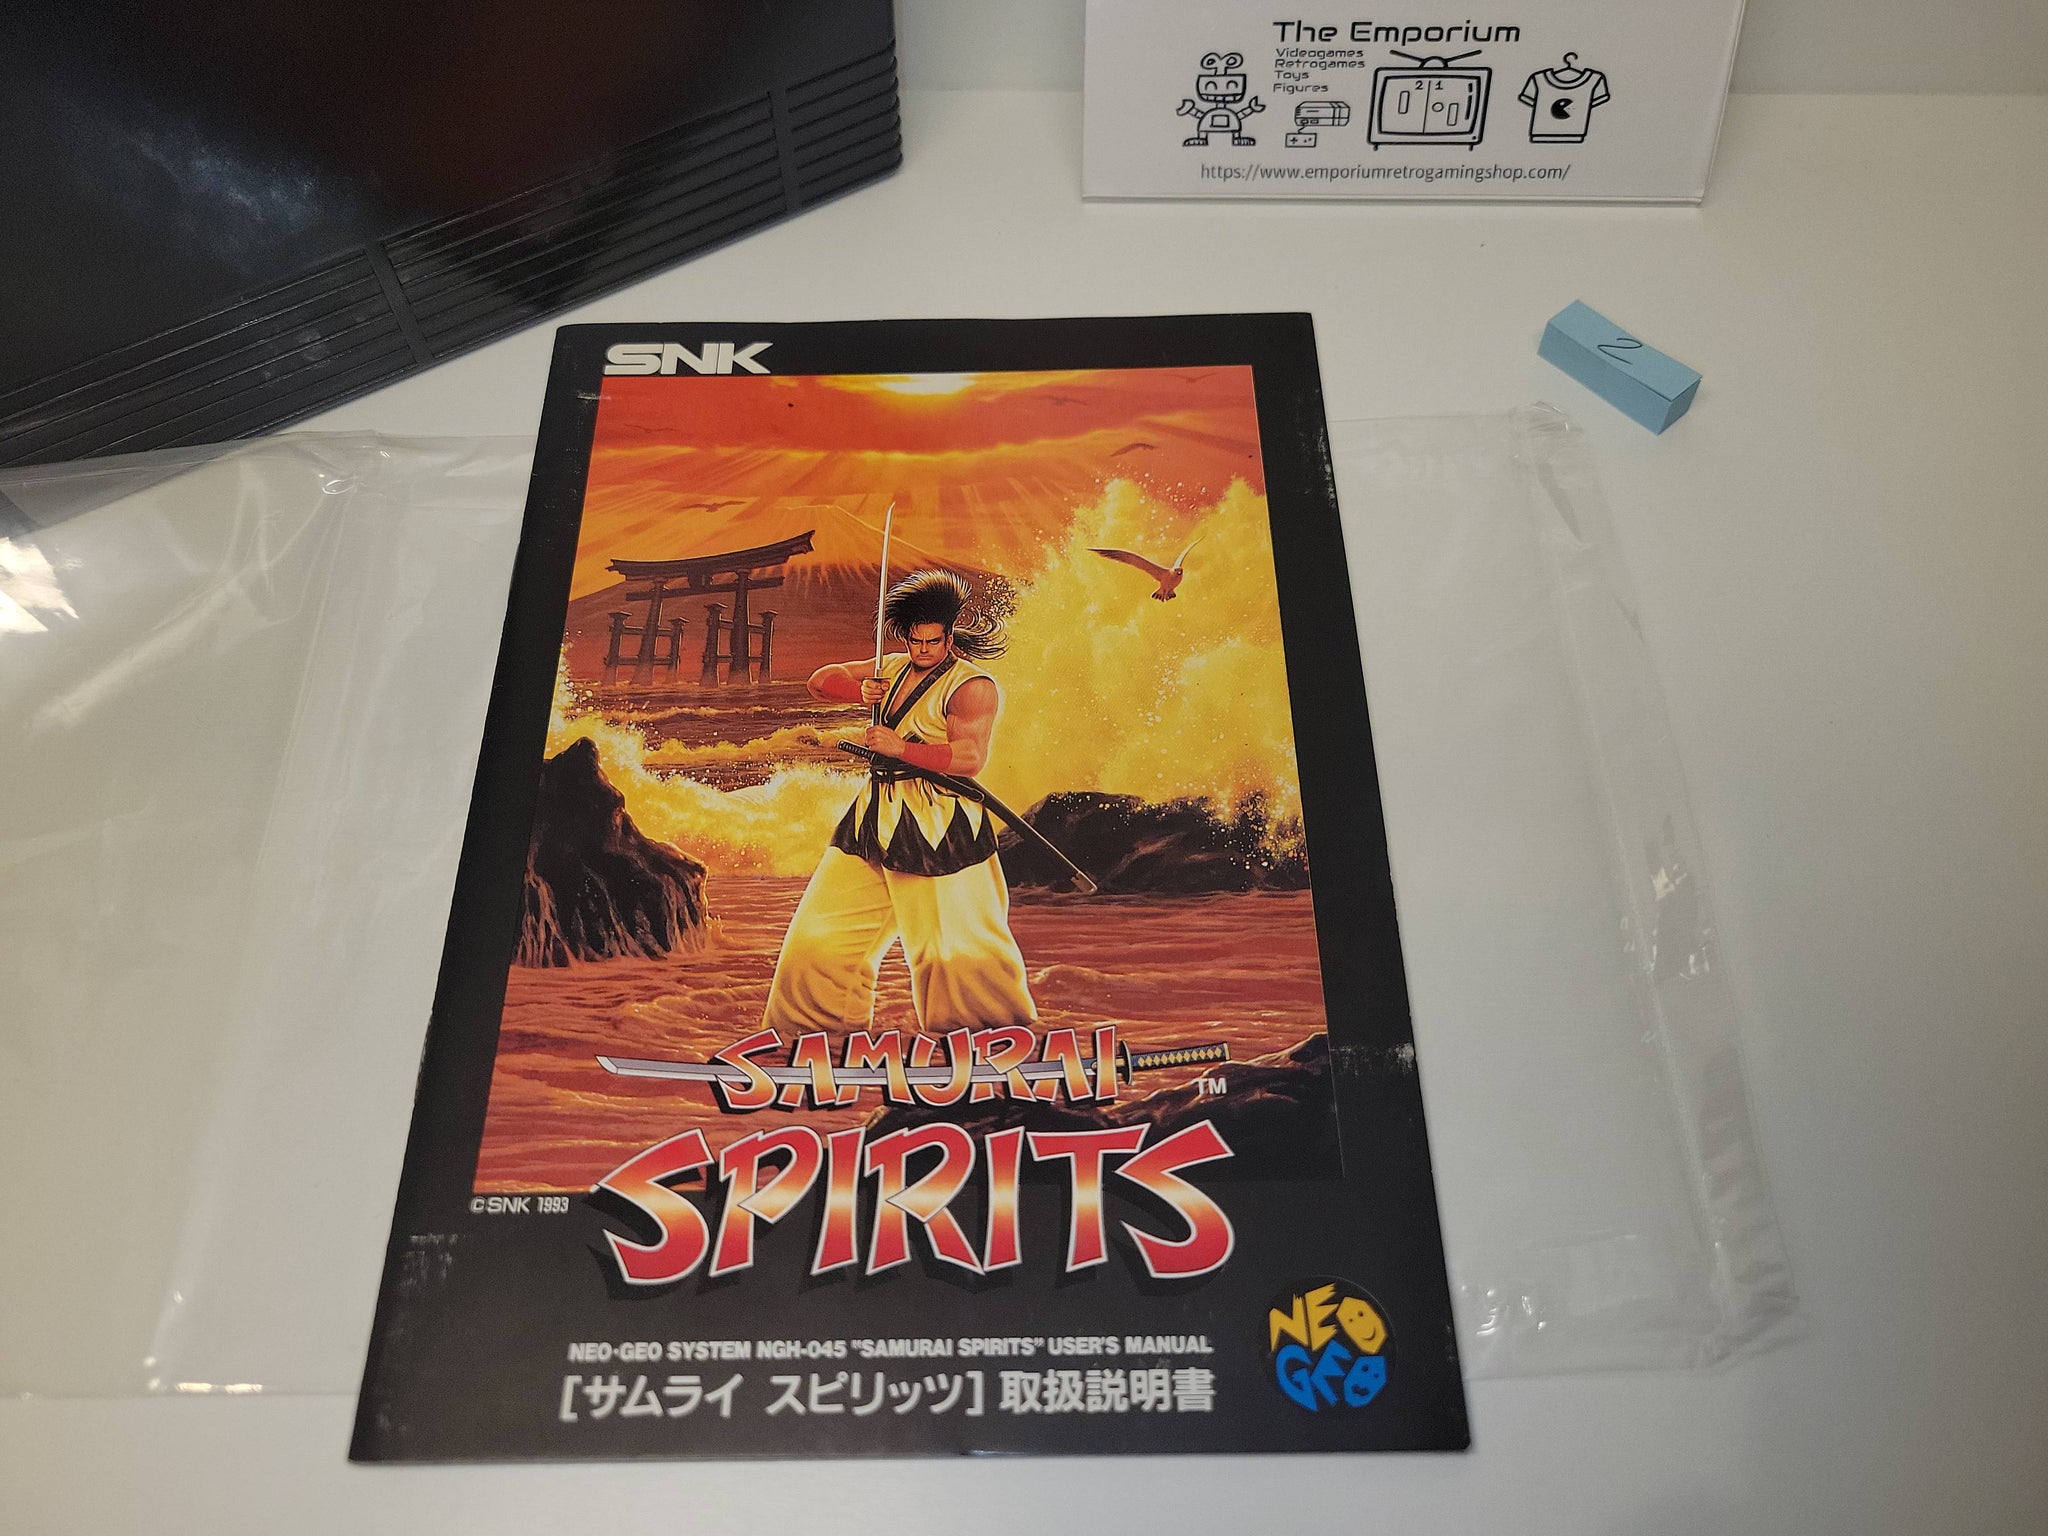 The Emporium
Videogames
Retrogames
Toys
Figures
2 1
https://www.emporiumretrogamingshop.com/
2
SNK
SAMURAI
TM
SPIRITS
©SNK 1993
NEO·GEO SYSTEM NGH-045 "SAMURAI SPIRITS" USER'S MANUAL
[サムライ スピリッツ] 取扱説明書
NEO
GEO